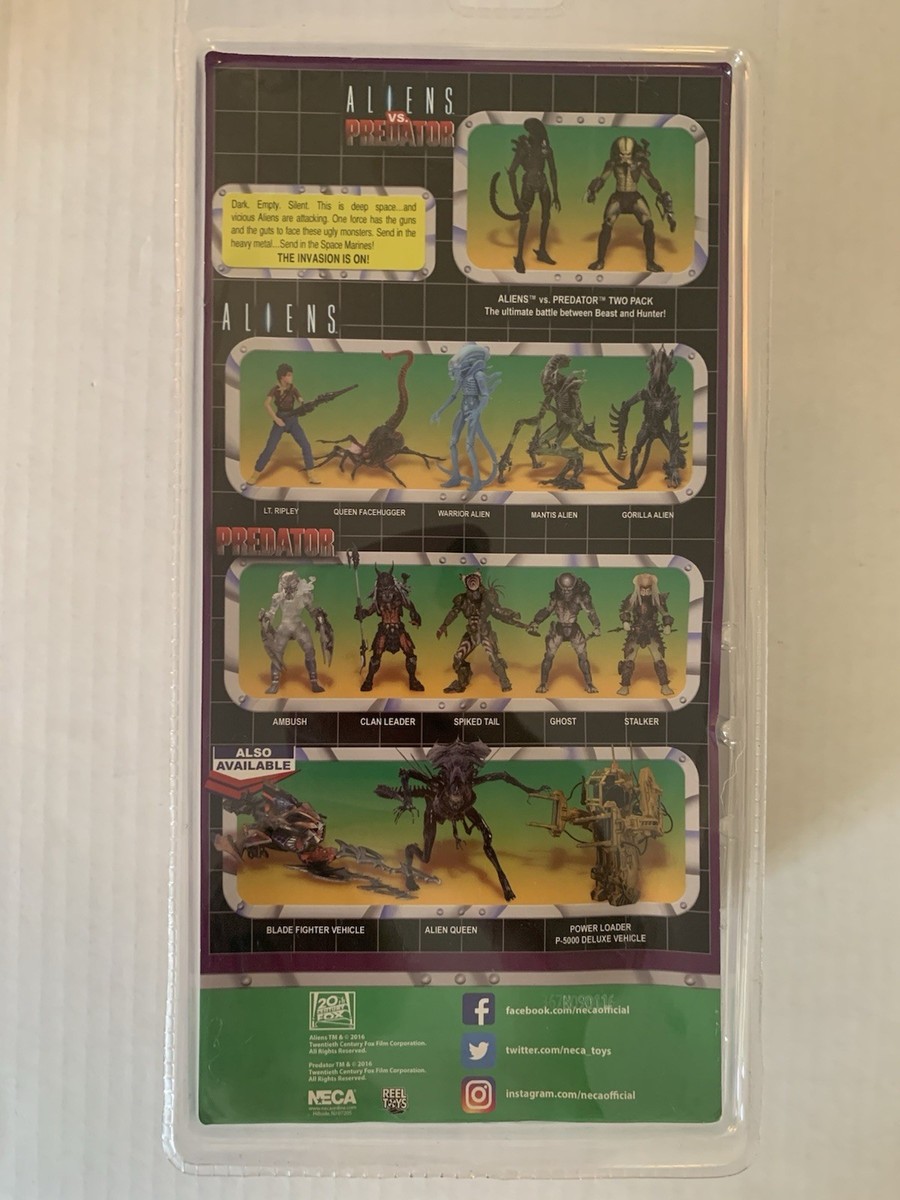 ALIENS
VS.
PREDATOR
Dark. Empty. Silent. This is deep space...and
vicious Aliens are attacking. One force has the guns
and the guts to face these ugly monsters. Send in the
heavy metal...Send in the Space Marines!
THE INVASION IS ON!
ALIENS™ vs. PREDATOR™ TWO PACK
The ultimate battle between Beast and Hunter!
ALIENS
LT. RIPLEY
QUEEN FACEHUGGER
WARRIOR ALIEN
MANTIS ALIEN
GORILLA ALIEN
PREDATOR
AMBUSH
CLAN LEADER
SPIKED TAIL
GHOST
STALKER
ALSO
AVAILABLE
BLADE FIGHTER VEHICLE
ALIEN QUEEN
POWER LOADER
P-5000 DELUXE VEHICLE
20th
CENTURY
FOX
Aliens TM & © 2016
Twentieth Century Fox Film Corporation.
All Rights Reserved.
Predator TM & © 2016
Twentieth Century Fox Film Corporation.
All Rights Reserved.
NECA
REEL
TOYS
facebook.com/necaofficial
twitter.com/neca_toys
instagram.com/necaofficial